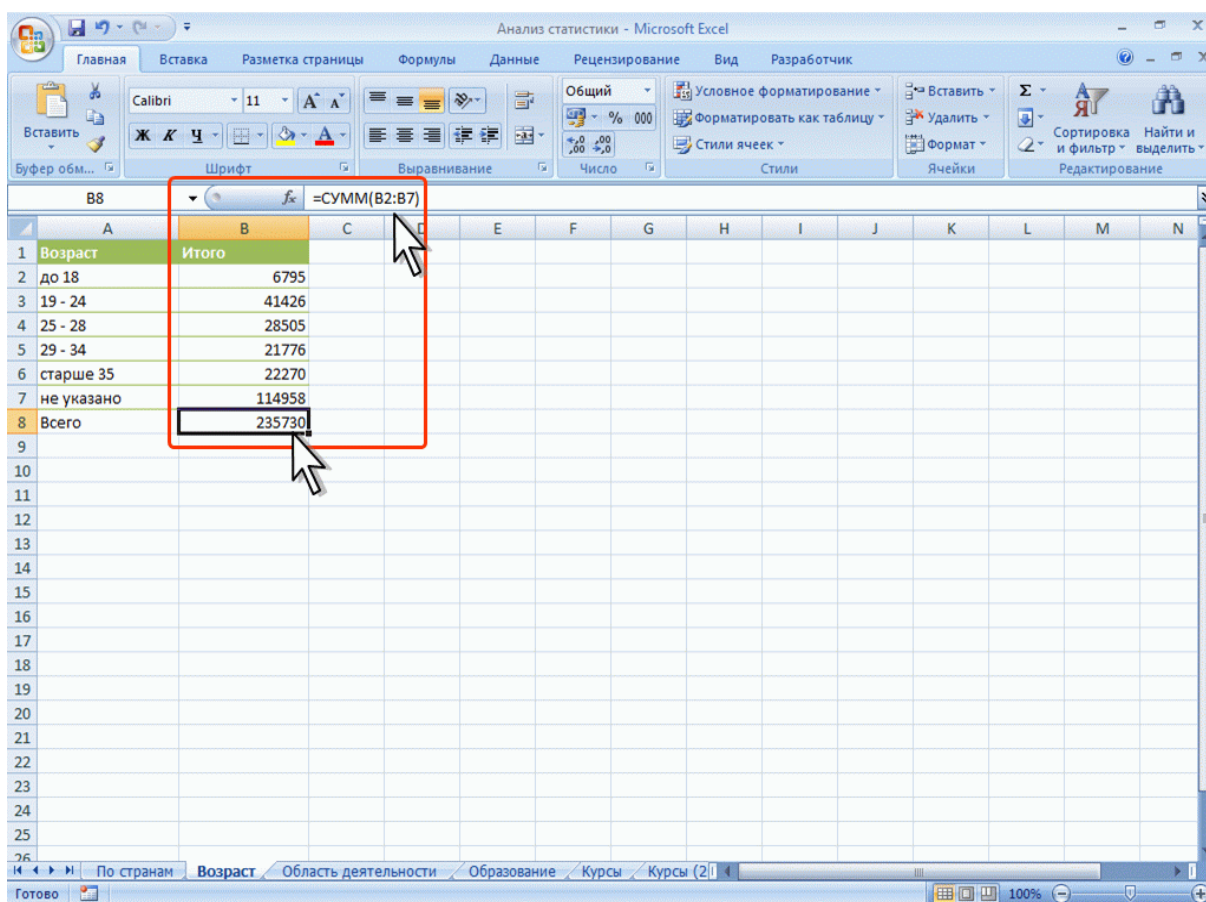 Анализ статистики - Microsoft Excel
Главная Вставка Разметка страницы Формулы Данные Рецензирование Вид Разработчик
Calibri 11 Общий Условное форматирование Вставить Σ
Вставить Ж К Ч % 000 Форматировать как таблицу Удалить Сортировка и фильтр Найти и выделить
Стили ячеек Формат
Буфер обм... Шрифт Выравнивание Число Стили Ячейки Редактирование
B8 fx =СУММ(B2:B7)
A B C D E F G H I J K L M N
1 Возраст Итого
2 до 18 6795
3 19 - 24 41426
4 25 - 28 28505
5 29 - 34 21776
6 старше 35 22270
7 не указано 114958
8 Всего 235730
9
10
11
12
13
14
15
16
17
18
19
20
21
22
23
24
25
26
По странам Возраст Область деятельности Образование Курсы Курсы (2
Готово 100%